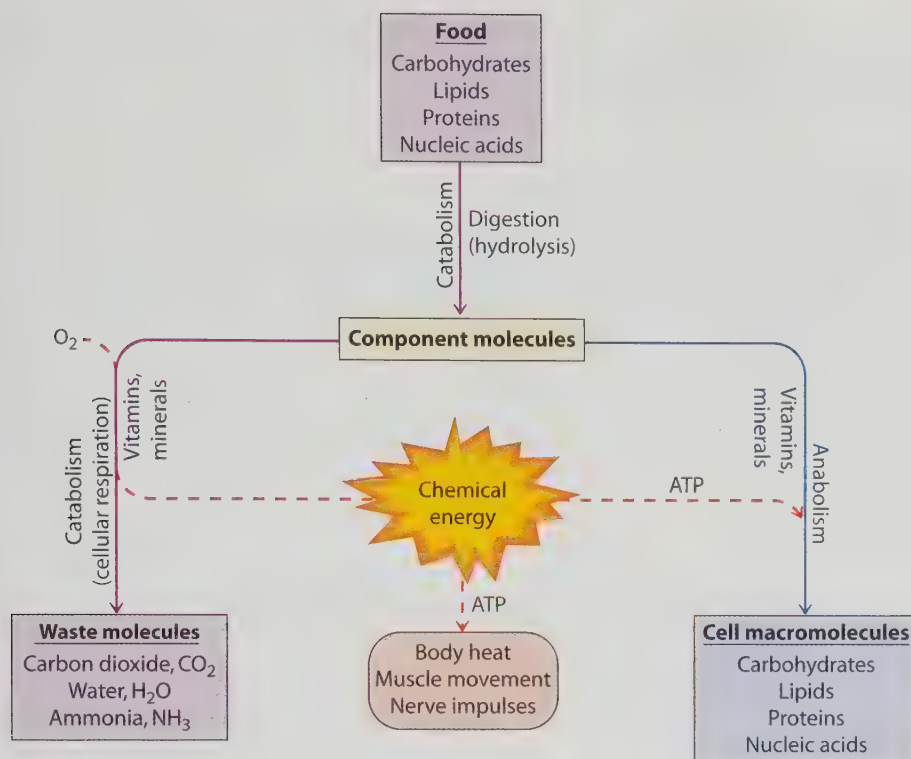 Food
Carbohydrates
Lipids
Proteins
Nucleic acids
Catabolism
Digestion
(hydrolysis)
Component molecules
O₂
Vitamins,
minerals
Catabolism
(cellular respiration)
Chemical
energy
ATP
Vitamins,
minerals
Anabolism
ATP
Waste molecules
Carbon dioxide, CO₂
Water, H₂O
Ammonia, NH₃
Body heat
Muscle movement
Nerve impulses
Cell macromolecules
Carbohydrates
Lipids
Proteins
Nucleic acids